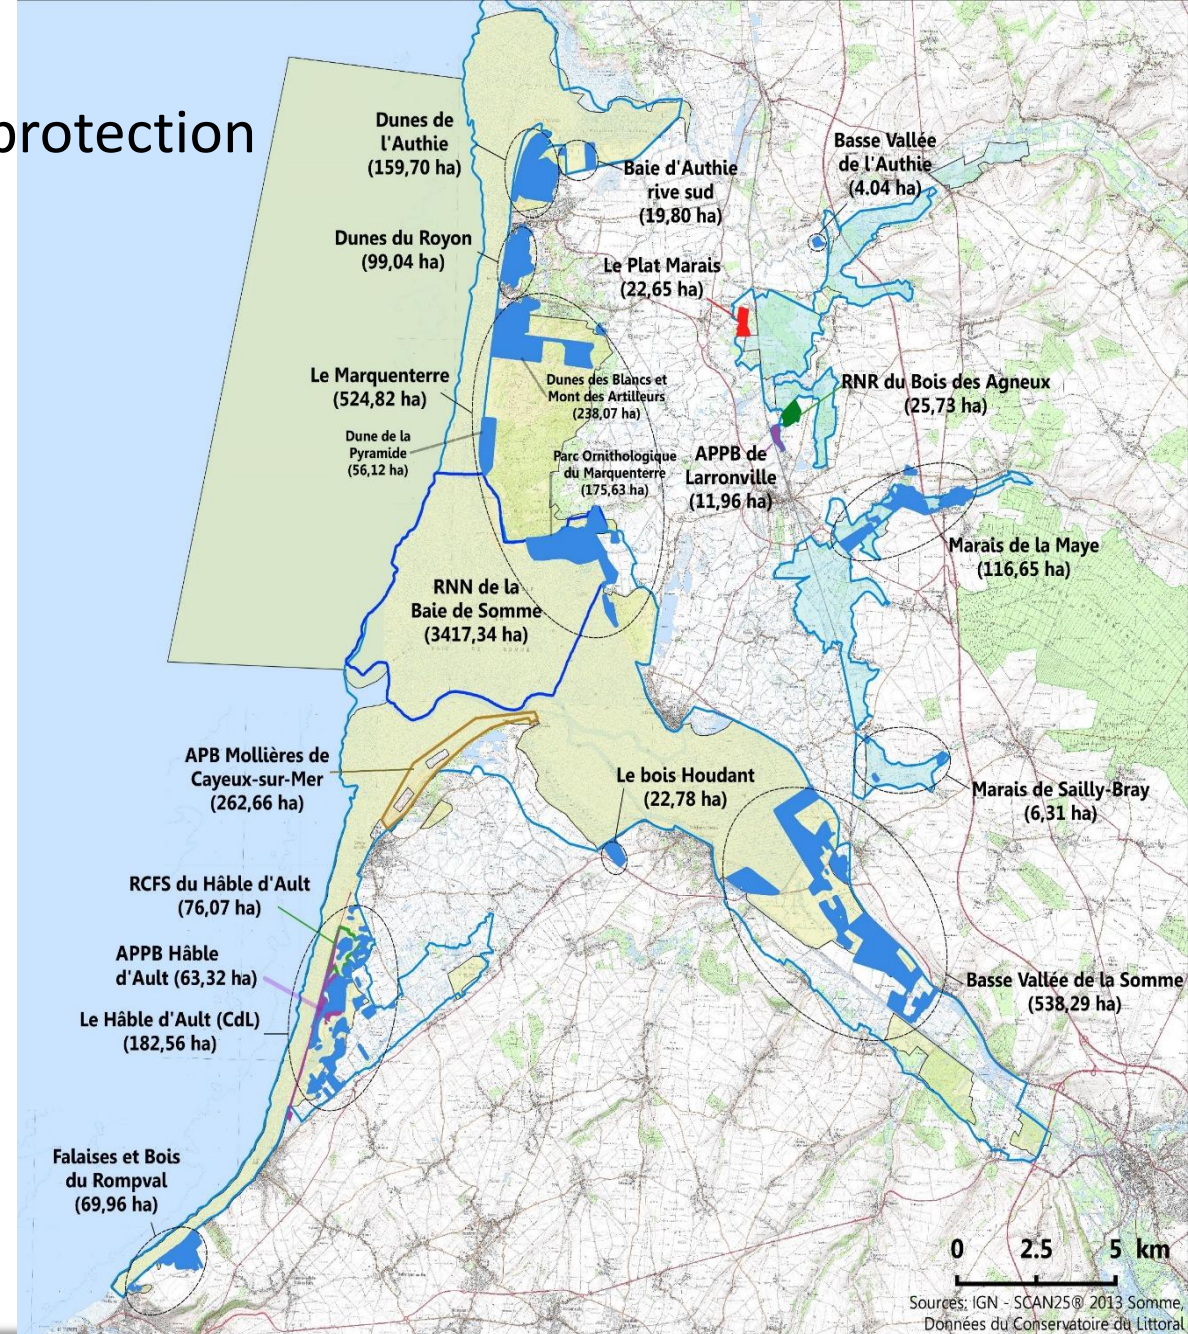 protection
Dunes de
l'Authie
(159,70 ha)
Baie d'Authie
rive sud
(19,80 ha)
Basse Vallée
de l'Authie
(4.04 ha)
Dunes du Royon
(99,04 ha)
Le Plat Marais
(22,65 ha)
Le Marquenterre
(524,82 ha)
Dunes des Blancs et
Mont des Artilleurs
(238,07 ha)
RNR du Bois des Agneux
(25,73 ha)
Dune de la
Pyramide
(56,12 ha)
Parc Ornithologique
du Marquenterre
(175,63 ha)
APPB de
Larronville
(11,96 ha)
Marais de la Maye
(116,65 ha)
RNN de la
Baie de Somme
(3417,34 ha)
APB Mollières de
Cayeux-sur-Mer
(262,66 ha)
Le bois Houdant
(22,78 ha)
Marais de Sailly-Bray
(6,31 ha)
RCFS du Hâble d'Ault
(76,07 ha)
APPB Hâble
d'Ault (63,32 ha)
Le Hâble d'Ault (CdL)
(182,56 ha)
Basse Vallée de la Somme
(538,29 ha)
Falaises et Bois
du Rompval
(69,96 ha)
0 2.5 5 km
Sources: IGN - SCAN25® 2013 Somme,
Données du Conservatoire du Littoral